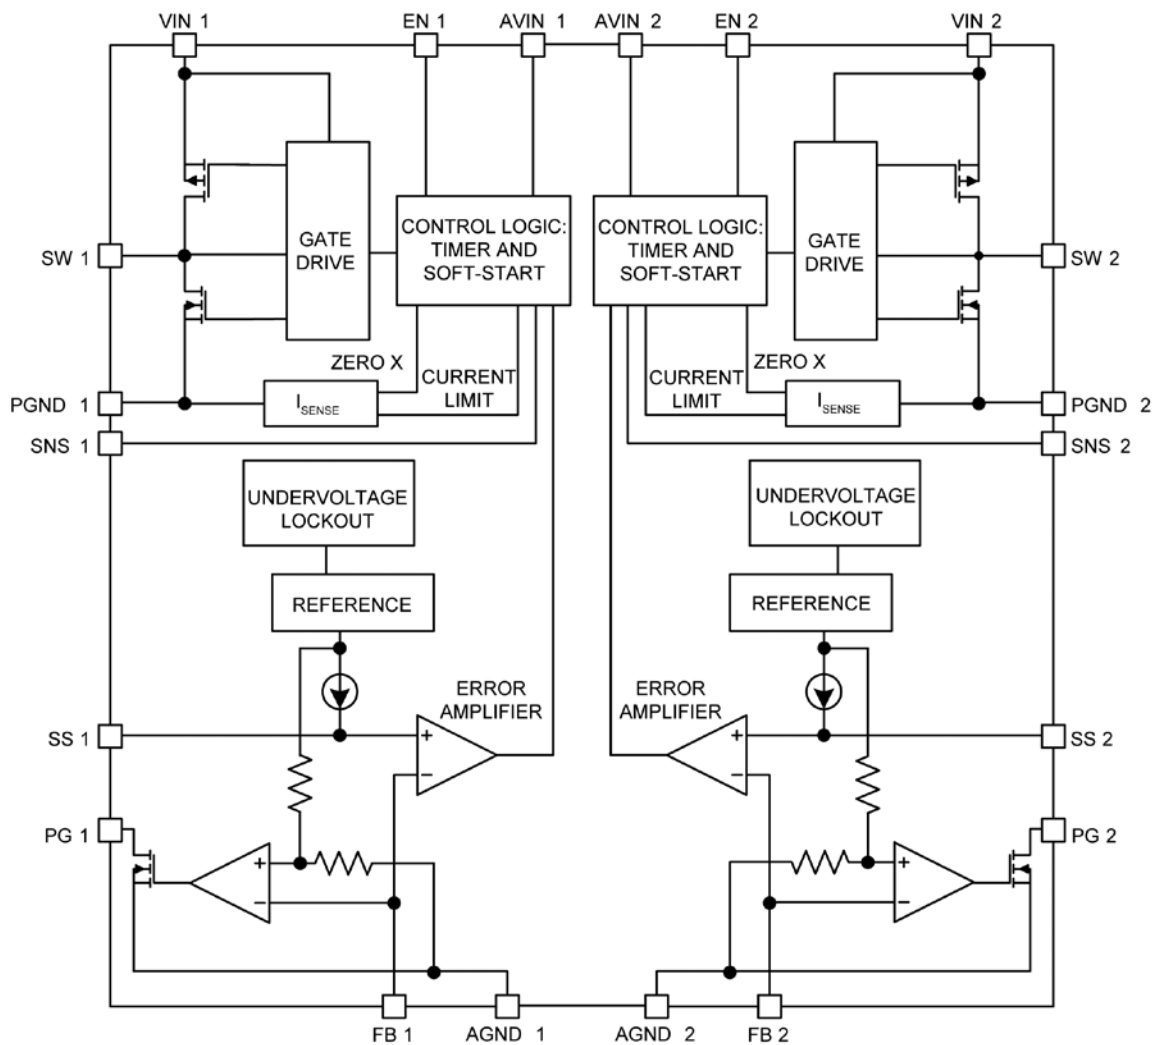 VIN 1
EN 1
AVIN 1
AVIN 2
EN 2
VIN 2
GATE
DRIVE
CONTROL LOGIC:
TIMER AND
SOFT-START
CONTROL LOGIC:
TIMER AND
SOFT-START
GATE
DRIVE
SW 1
SW 2
ZERO X
ZERO X
CURRENT
LIMIT
CURRENT
LIMIT
PGND 1
ISENSE
ISENSE
PGND 2
SNS 1
SNS 2
UNDERVOLTAGE
LOCKOUT
UNDERVOLTAGE
LOCKOUT
REFERENCE
REFERENCE
ERROR
AMPLIFIER
ERROR
AMPLIFIER
SS 1
+
−
+
−
SS 2
PG 1
+
−
+
−
PG 2
FB 1
AGND 1
AGND 2
FB 2